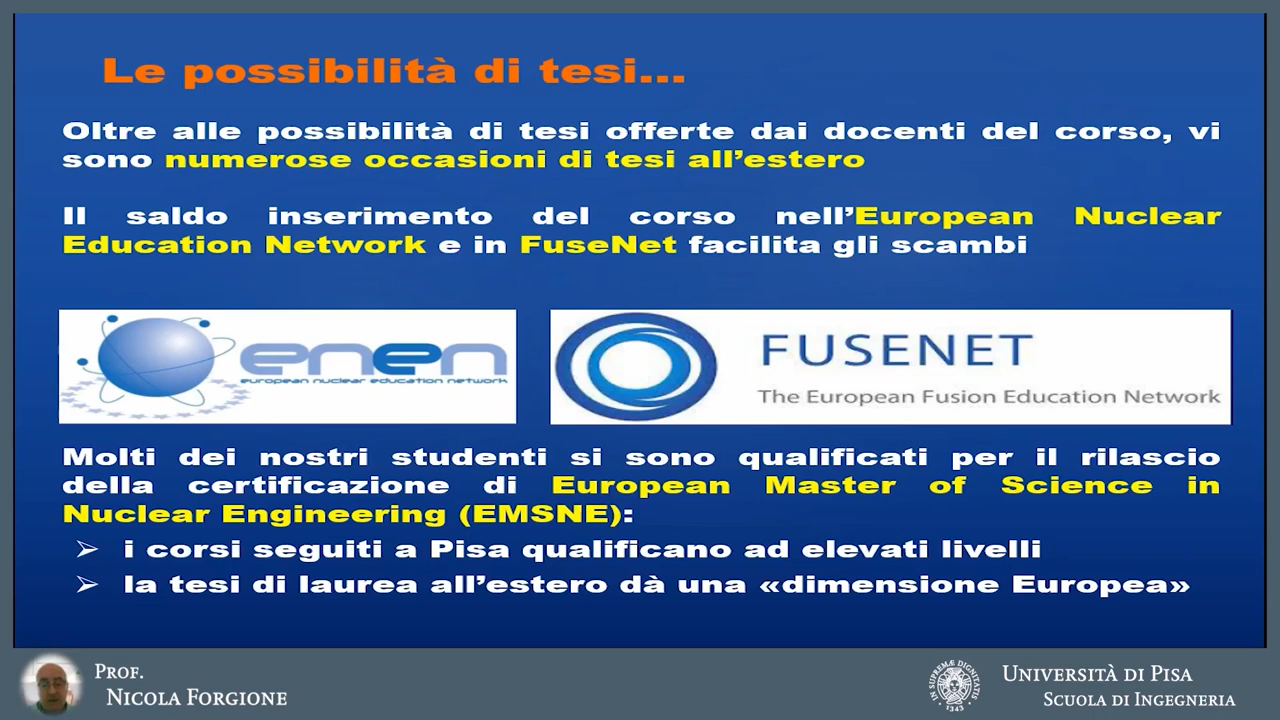 Le possibilità di tesi...
Oltre alle possibilità di tesi offerte dai docenti del corso, vi
sono numerose occasioni di tesi all’estero
Il saldo inserimento del corso nell’European Nuclear
Education Network e in FuseNet facilita gli scambi
enen
european nuclear education network
FUSENET
The European Fusion Education Network
Molti dei nostri studenti si sono qualificati per il rilascio
della certificazione di European Master of Science in
Nuclear Engineering (EMSNE):
i corsi seguiti a Pisa qualificano ad elevati livelli
la tesi di laurea all’estero dà una «dimensione Europea»
PROF.
NICOLA FORGIONE
IN SUPREMÆ DIGNITATIS
1343
UNIVERSITÀ DI PISA
SCUOLA DI INGEGNERIA